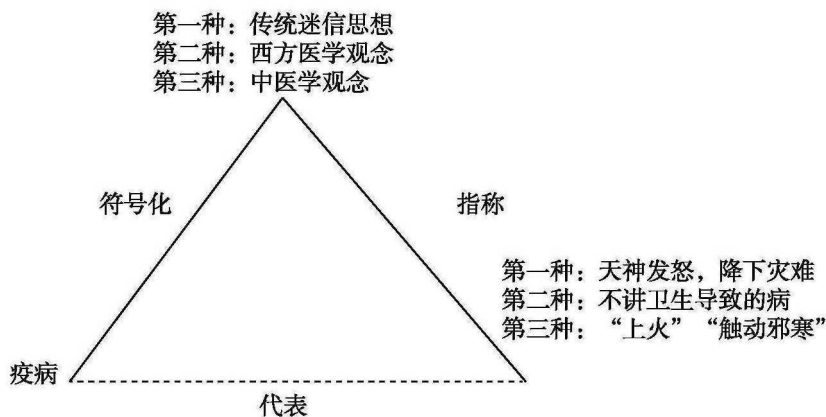 第一种：传统迷信思想
第二种：西方医学观念
第三种：中医学观念
符号化
指称
第一种：天神发怒，降下灾难
第二种：不讲卫生导致的病
第三种：“上火”“触动邪寒”
疫病
代表